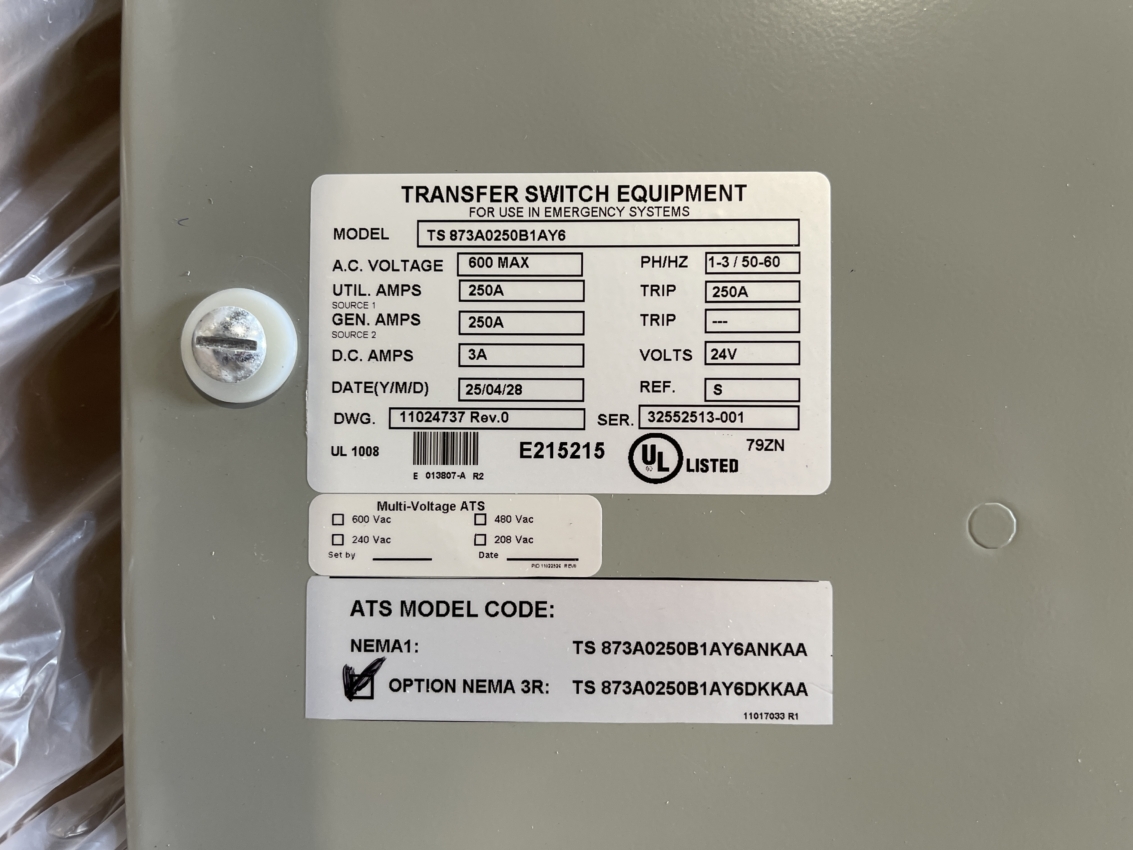 TRANSFER SWITCH EQUIPMENT
FOR USE IN EMERGENCY SYSTEMS
MODEL TS 873A0250B1AY6
A.C. VOLTAGE 600 MAX PH/HZ 1-3 / 50-60
UTIL. AMPS 250A TRIP 250A
SOURCE 1
GEN. AMPS 250A TRIP ---
SOURCE 2
D.C. AMPS 3A VOLTS 24V
DATE(Y/M/D) 25/04/28 REF. S
DWG. 11024737 Rev.0 SER. 32552513-001
UL 1008 E215215 UL LISTED 79ZN
E 013807-A R2
Multi-Voltage ATS
600 Vac 480 Vac
240 Vac 208 Vac
Set by Date
ATS MODEL CODE:
NEMA1: TS 873A0250B1AY6ANKAA
OPTION NEMA 3R: TS 873A0250B1AY6DKKAA
11017033 R1